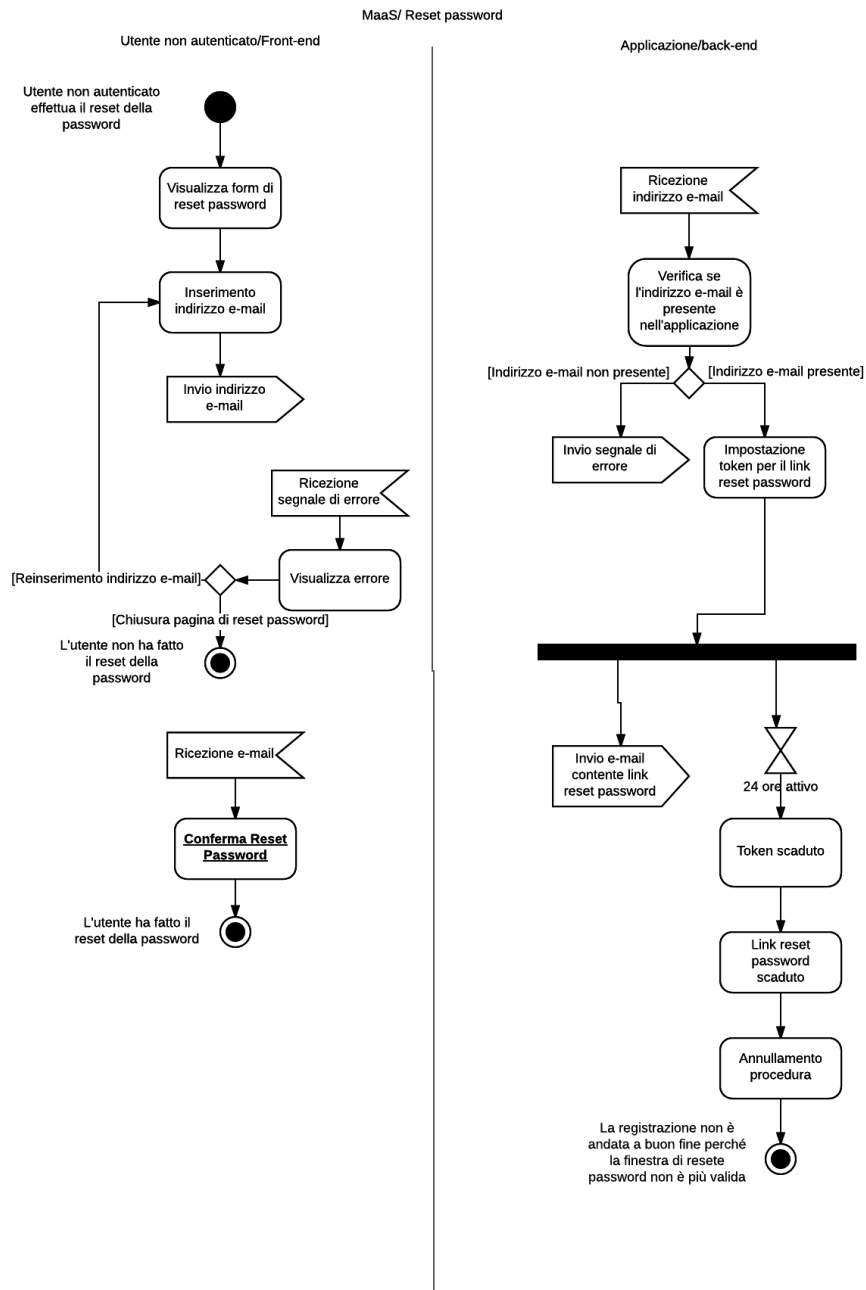 MaaS/ Reset password
Utente non autenticato/Front-end
Utente non autenticato
effettua il reset della
password
Visualizza form di
reset password
Inserimento
indirizzo e-mail
Invio indirizzo
e-mail
Ricezione
segnale di errore
Visualizza errore
[Reinserimento indirizzo e-mail]
[Chiusura pagina di reset password]
L'utente non ha fatto
il reset della
password
Ricezione e-mail
Conferma Reset
Password
L'utente ha fatto il
reset della password
Applicazione/back-end
Ricezione
indirizzo e-mail
Verifica se
l'indirizzo e-mail è
presente
nell'applicazione
[Indirizzo e-mail non presente]
[Indirizzo e-mail presente]
Invio segnale di
errore
Impostazione
token per il link
reset password
Invio e-mail
contente link
reset password
24 ore attivo
Token scaduto
Link reset
password
scaduto
Annullamento
procedura
La registrazione non è
andata a buon fine perché
la finestra di resete
password non è più valida